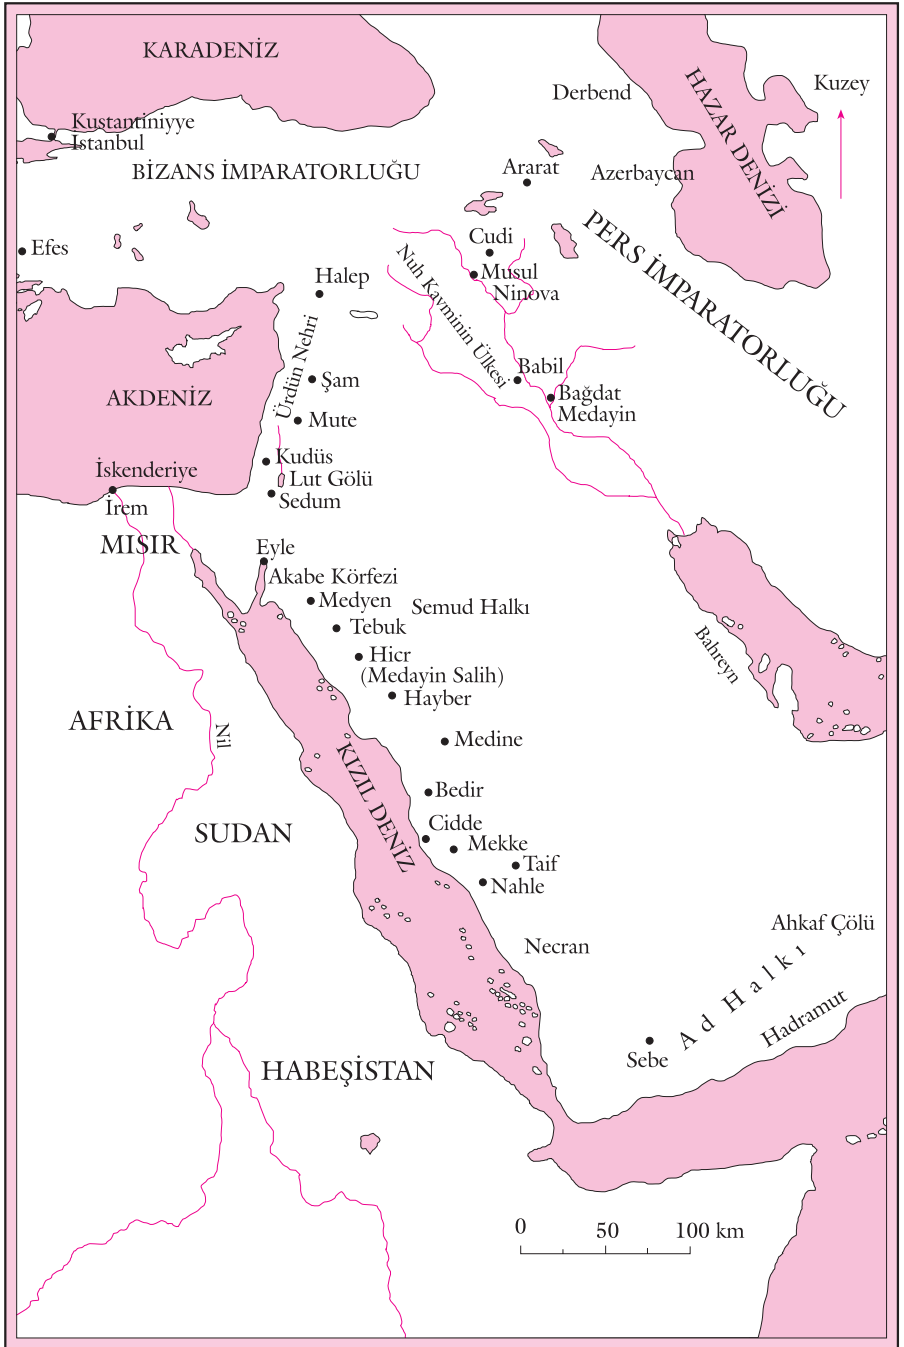 KARADENİZ
Kuzey
Derbend
HAZAR DENİZİ
Kustantiniyye
Istanbul
BİZANS İMPARATORLUĞU
Ararat
Azerbaycan
PERS İMPARATORLUĞU
Efes
Cudi
Halep
Nuh Kavminin Ülkesi
Musul
Ninova
Ürdün Nehri
Babil
Şam
AKDENİZ
Bağdat
Medayin
Mute
Kudüs
İskenderiye
Lut Gölü
Sedum
İrem
MISIR
Eyle
Akabe Körfezi
Medyen
Semud Halkı
Tebuk
Hicr
(Medayin Salih)
Bahreyn
Hayber
AFRİKA
Nil
Medine
KIZIL DENİZ
Bedir
SUDAN
Cidde
Mekke
Taif
Nahle
Ahkaf Çölü
Necran
Ad Halkı
Hadramut
Sebe
HABEŞİSTAN
0 50 100 km